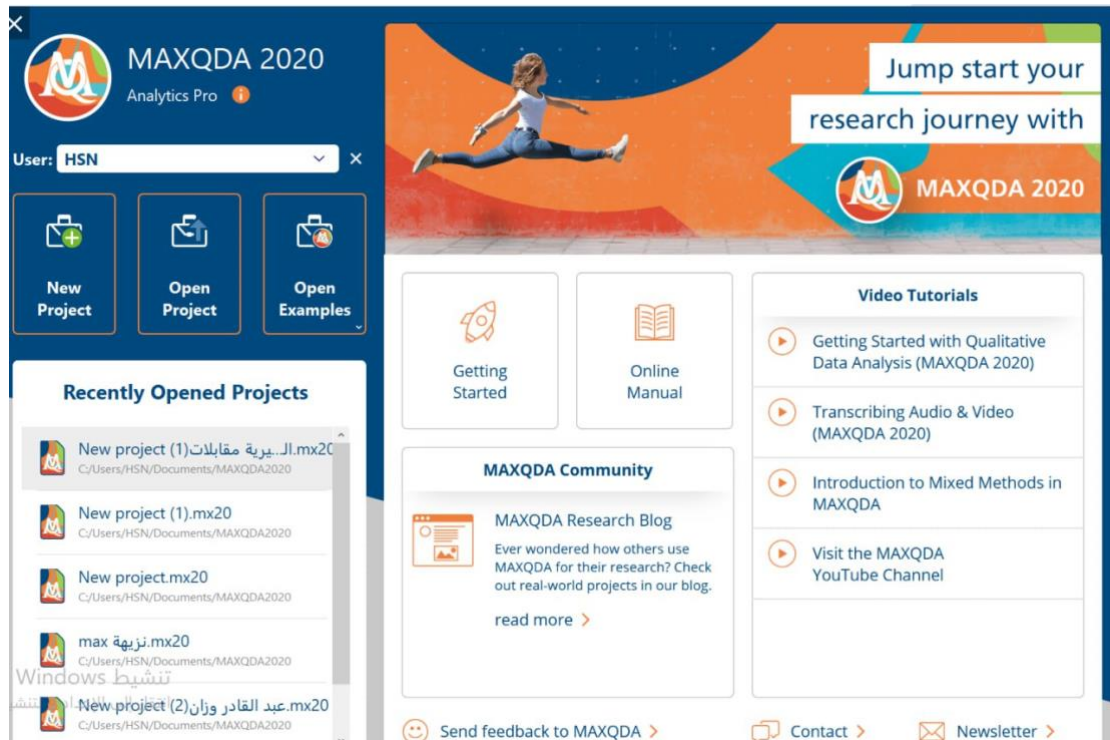 MAXQDA 2020
Analytics Pro
User: HSN
New
Project
Open
Project
Open
Examples
Recently Opened Projects
New project (1)الـ...يرية مقابلات.mx20
C:/Users/HSN/Documents/MAXQDA2020
New project (1).mx20
C:/Users/HSN/Documents/MAXQDA2020
New project.mx20
C:/Users/HSN/Documents/MAXQDA2020
max نزيهة.mx20
C:/Users/HSN/Documents/MAXQDA2020
تنشيط Windows
New project (2)عبد القادر وزان.mx20
C:/Users/HSN/Documents/MAXQDA2020
Jump start your
research journey with
MAXQDA 2020
Getting
Started
Online
Manual
MAXQDA Community
MAXQDA Research Blog
Ever wondered how others use
MAXQDA for their research? Check
out real-world projects in our blog.
read more >
Video Tutorials
Getting Started with Qualitative
Data Analysis (MAXQDA 2020)
Transcribing Audio & Video
(MAXQDA 2020)
Introduction to Mixed Methods in
MAXQDA
Visit the MAXQDA
YouTube Channel
Send feedback to MAXQDA >
Contact >
Newsletter >